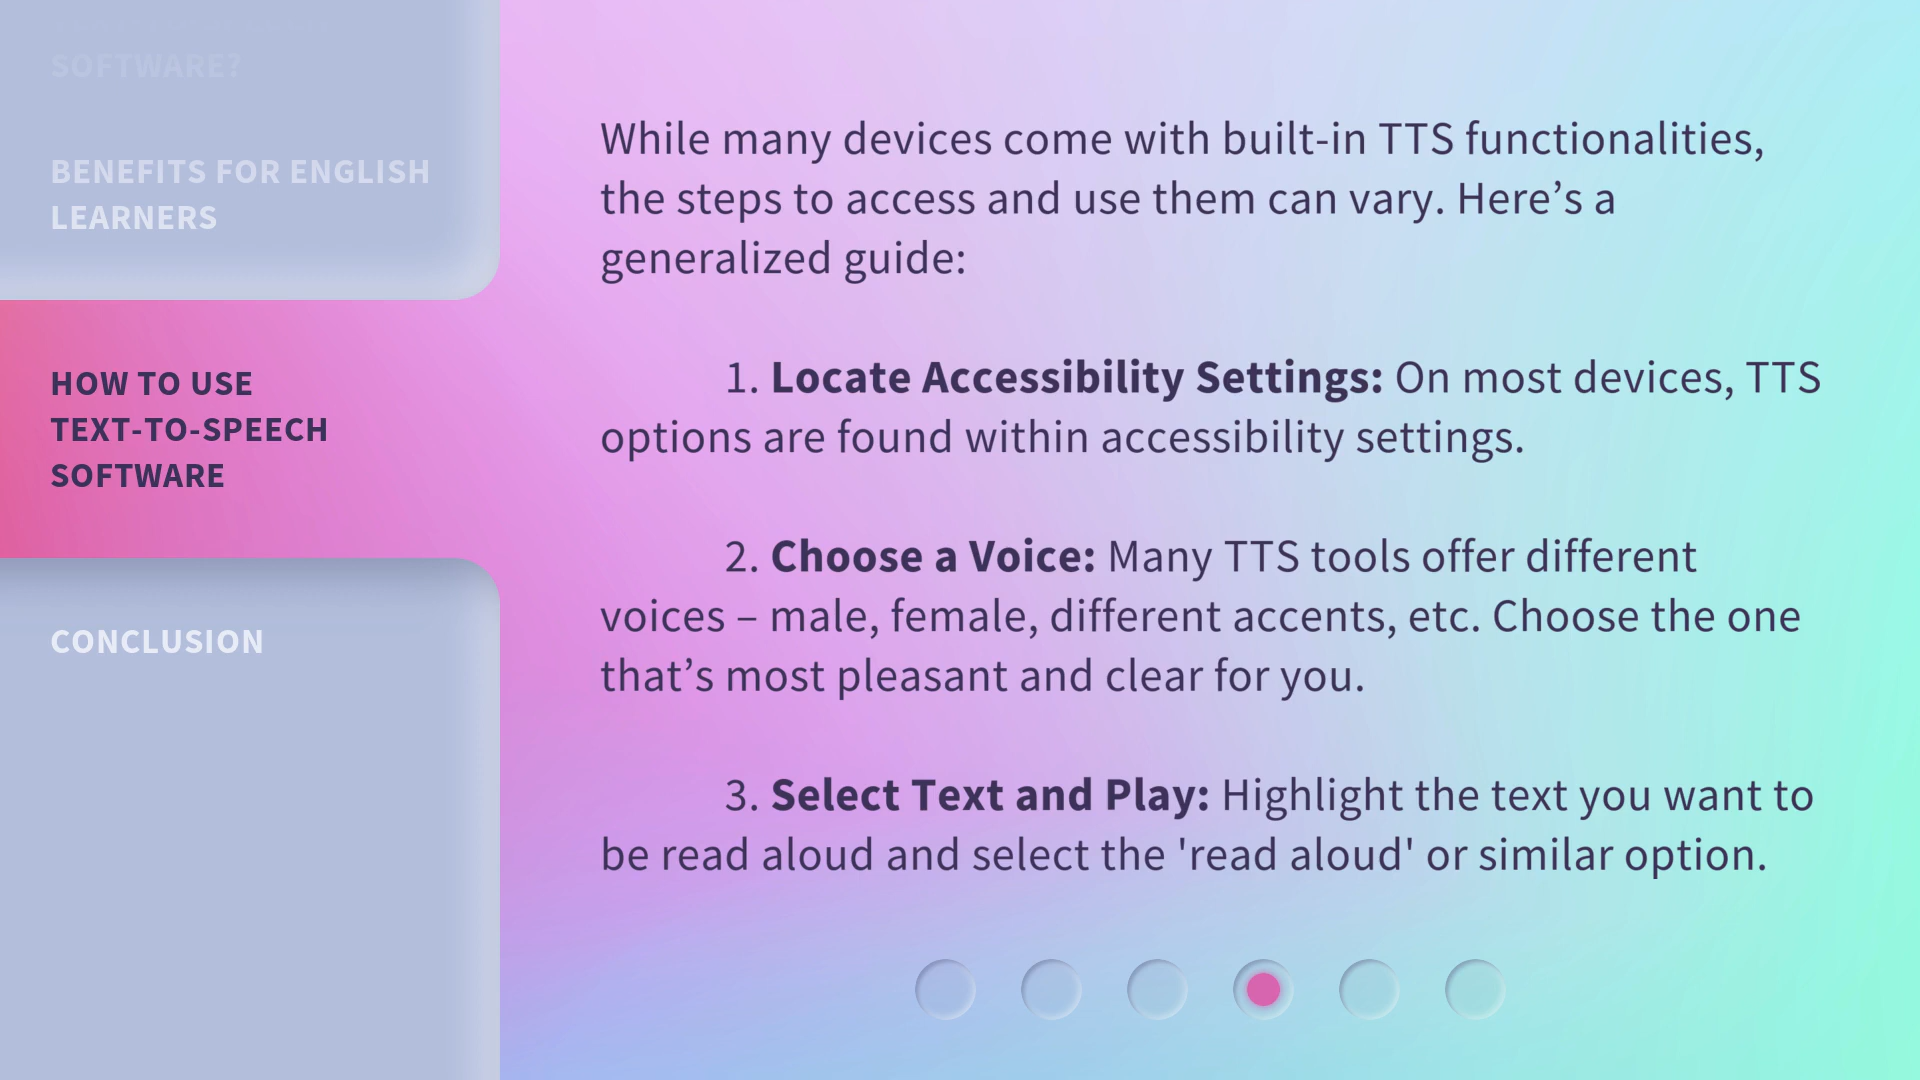 SOFTWARE?
BENEFITS FOR ENGLISH
LEARNERS
HOW TO USE
TEXT-TO-SPEECH
SOFTWARE
CONCLUSION
While many devices come with built-in TTS functionalities,
the steps to access and use them can vary. Here’s a
generalized guide:
1. Locate Accessibility Settings: On most devices, TTS
options are found within accessibility settings.
2. Choose a Voice: Many TTS tools offer different
voices – male, female, different accents, etc. Choose the one
that’s most pleasant and clear for you.
3. Select Text and Play: Highlight the text you want to
be read aloud and select the 'read aloud' or similar option.